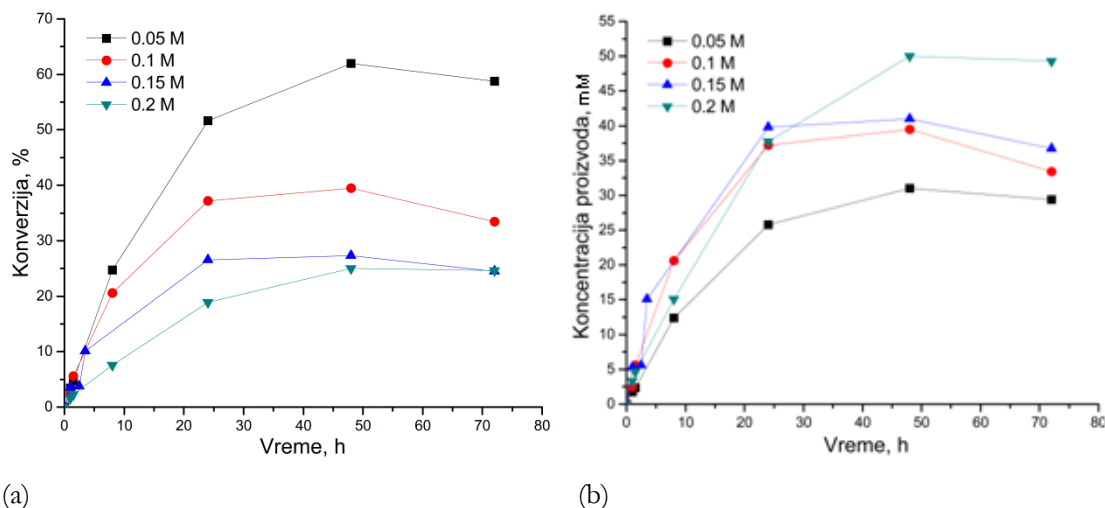 70
60
50
40
30
20
10
0
Konverzija, %
0.05 M
0.1 M
0.15 M
0.2 M
0 10 20 30 40 50 60 70 80
Vreme, h
(a)
55
50
45
40
35
30
25
20
15
10
5
0
Koncentracija proizvoda, mM
0.05 M
0.1 M
0.15 M
0.2 M
0 10 20 30 40 50 60 70 80
Vreme, h
(b)